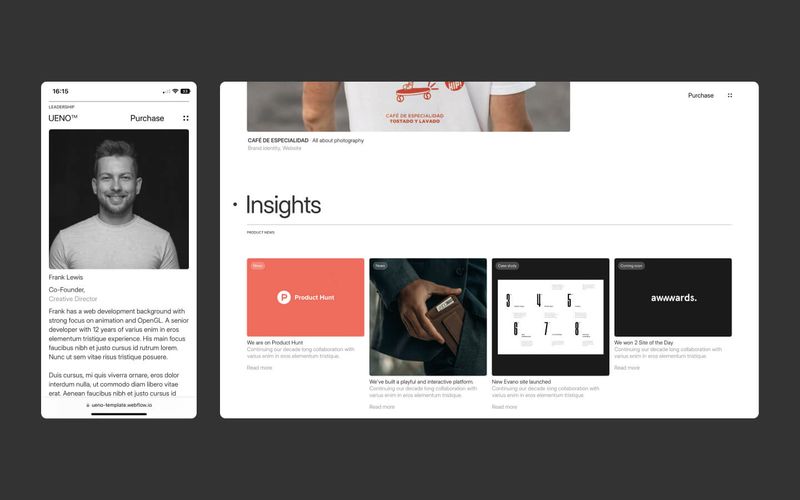 16:15
27
LEADERSHIP
UENO™ Purchase
Frank Lewis
Co-Founder,
Creative Director
Frank has a web development background with
strong focus on animation and OpenGL. A senior
developer with 12 years of varius enim in eros
elementum tristique experience. His main focus
faucibus nibh et justo cursus id rutrum lorem.
Nunc ut sem vitae risus tristique posuere.
Duis cursus, mi quis viverra ornare, eros dolor
interdum nulla, ut commodo diam libero vitae
erat. Aenean faucibus nibh et justo cursus id
ueno-template.webflow.io
Purchase
CAFÉ DE ESPECIALIDAD
TOSTADO Y LAVADO
CAFÉ DE ESPECIALIDAD All about photography
Brand Identity, Website
Insights
PRODUCT NEWS
News
P Product Hunt
We are on Product Hunt
Continuing our decade long collaboration with
varius enim in eros elementum tristique.
Read more
News
We've built a playful and interactive platform
Continuing our decade long collaboration with
varius enim in eros elementum tristique.
Read more
Case study
3 4 5
6 7 8
New Evano site launched
Continuing our decade long collaboration with
varius enim in eros elementum tristique.
Read more
Coming soon
awwwards.
We won 2 Site of the Day
Continuing our decade long collaboration with
varius enim in eros elementum tristique.
Read more